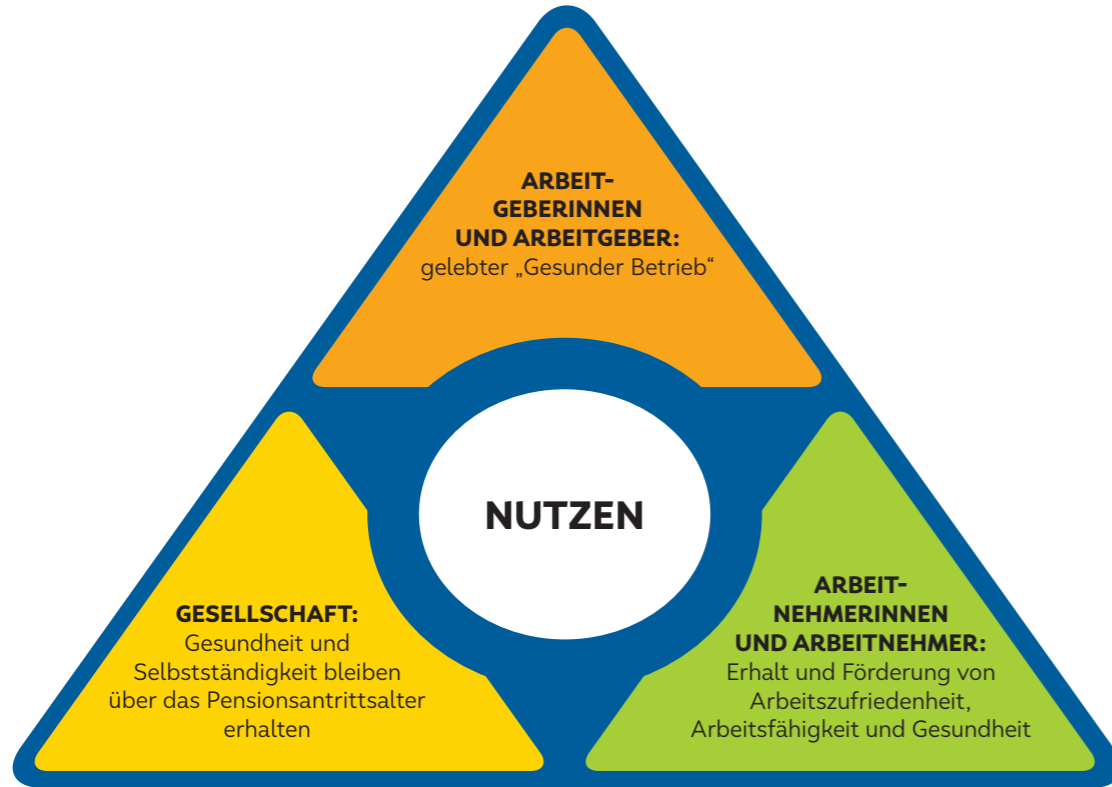 ARBEIT-
GEBERINNEN
UND ARBEITGEBER:
gelebter „Gesunder Betrieb“
NUTZEN
GESELLSCHAFT:
Gesundheit und
Selbstständigkeit bleiben
über das Pensionsantrittsalter
erhalten
ARBEIT-
NEHMERINNEN
UND ARBEITNEHMER:
Erhalt und Förderung von
Arbeitszufriedenheit,
Arbeitsfähigkeit und Gesundheit